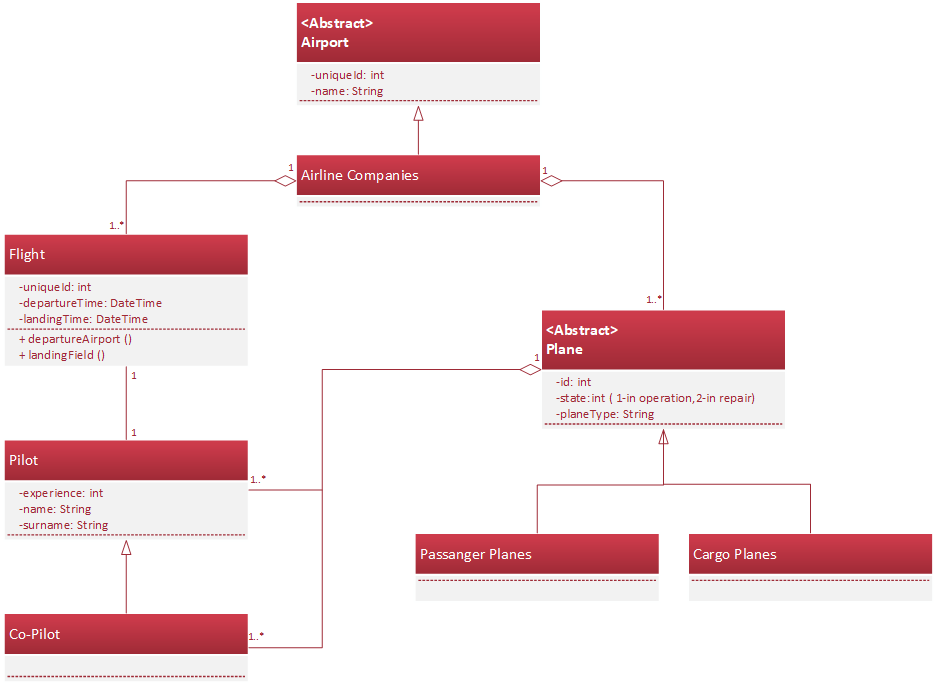 <Abstract>
Airport
-uniqueId: int
-name: String
Airline Companies
1
1
1..*
1..*
Flight
-uniqueId: int
-departureTime: DateTime
-landingTime: DateTime
+ departureAirport ()
+ landingField ()
<Abstract>
Plane
-id: int
-state:int ( 1-in operation,2-in repair)
-planeType: String
1
1
1
Pilot
-experience: int
-name: String
-surname: String
1..*
Passanger Planes
Cargo Planes
Co-Pilot
1..*